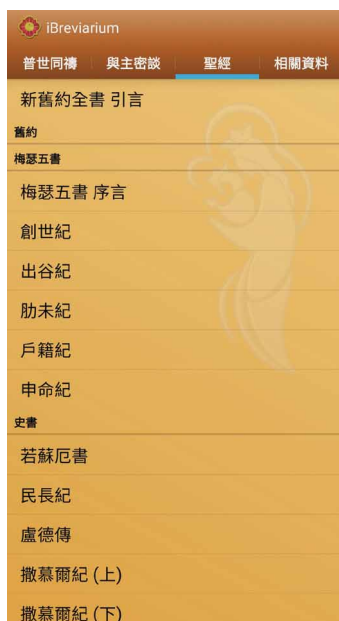 iBreviarium
普世同禱 與主密談 聖經 相關資料
新舊約全書 引言
舊約
梅瑟五書
梅瑟五書 序言
創世紀
出谷紀
肋未紀
戶籍紀
申命紀
史書
若蘇厄書
民長紀
盧德傳
撒慕爾紀 (上)
撒慕爾紀 (下)